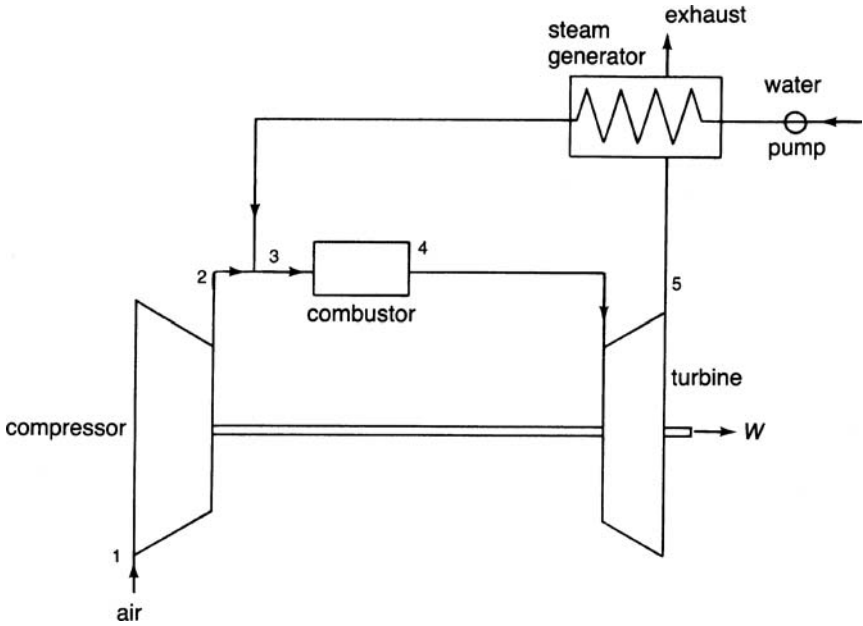 exhaust
steam
generator
water
pump
2
3
4
combustor
5
turbine
compressor
W
1
air